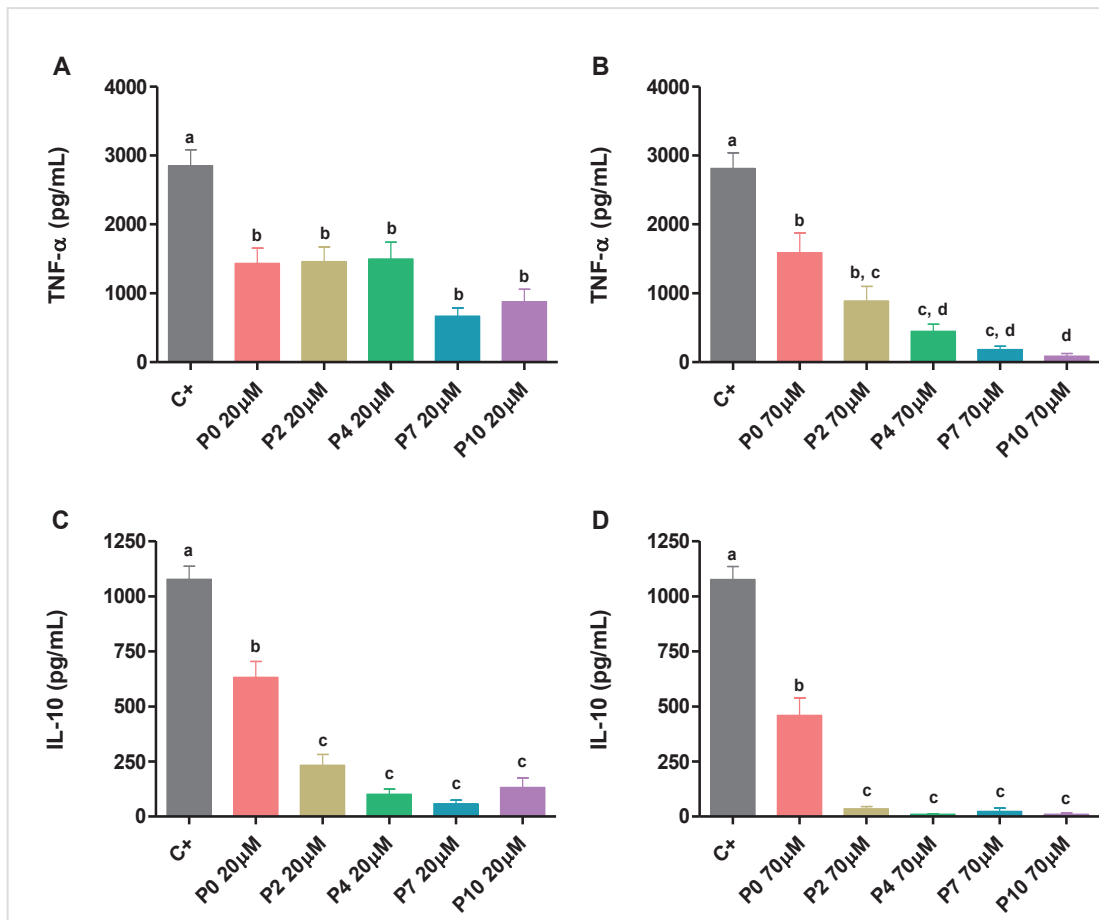 A
TNF-α (pg/mL)
4000
3000
2000
1000
0
a
b
b
b
b
b
C+
P0 20μM
P2 20μM
P4 20μM
P7 20μM
P10 20μM
B
TNF-α (pg/mL)
4000
3000
2000
1000
0
a
b
b, c
c, d
c, d
d
C+
P0 70μM
P2 70μM
P4 70μM
P7 70μM
P10 70μM
C
IL-10 (pg/mL)
1250
1000
750
500
250
0
a
b
c
c
c
c
C+
P0 20μM
P2 20μM
P4 20μM
P7 20μM
P10 20μM
D
IL-10 (pg/mL)
1250
1000
750
500
250
0
a
b
c
c
c
c
C+
P0 70μM
P2 70μM
P4 70μM
P7 70μM
P10 70μM